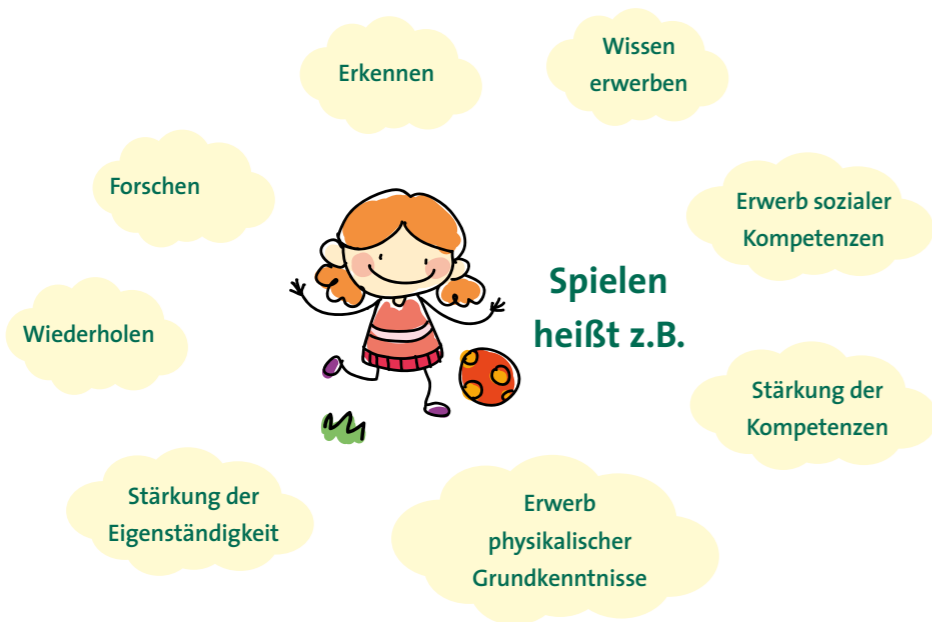 Erkennen
Wissen
erwerben
Forschen
Erwerb sozialer
Kompetenzen
Spielen
heißt z.B.
Wiederholen
Stärkung der
Kompetenzen
Stärkung der
Eigenständigkeit
Erwerb
physikalischer
Grundkenntnisse